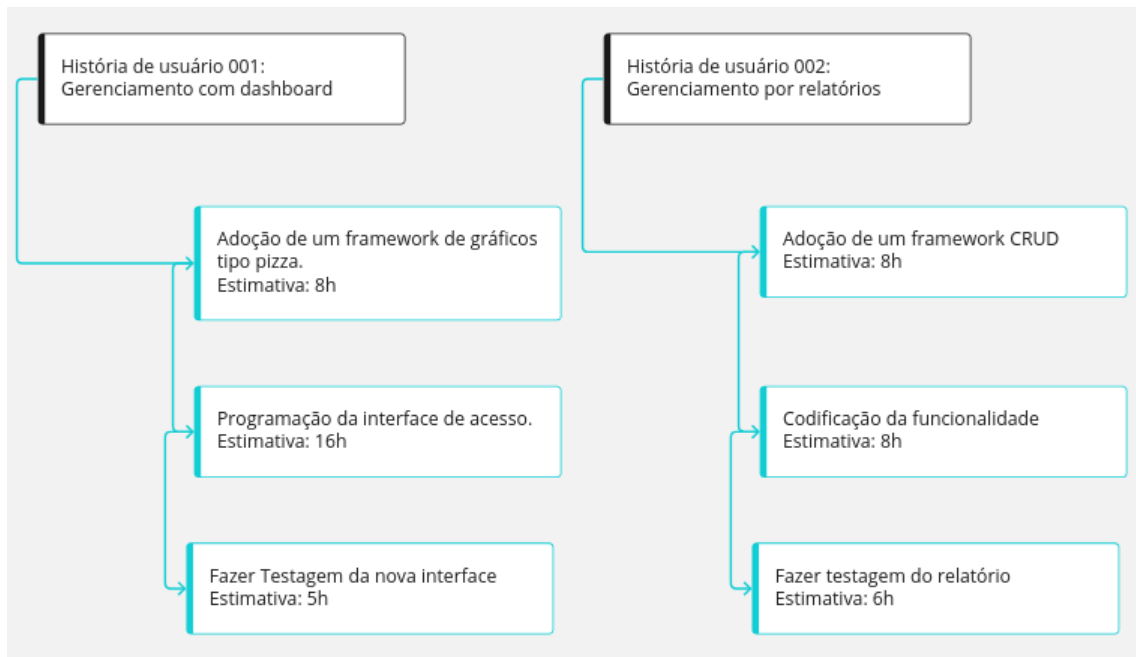 História de usuário 001:
Gerenciamento com dashboard
Adoção de um framework de gráficos
tipo pizza.
Estimativa: 8h
Programação da interface de acesso.
Estimativa: 16h
Fazer Testagem da nova interface
Estimativa: 5h
História de usuário 002:
Gerenciamento por relatórios
Adoção de um framework CRUD
Estimativa: 8h
Codificação da funcionalidade
Estimativa: 8h
Fazer testagem do relatório
Estimativa: 6h